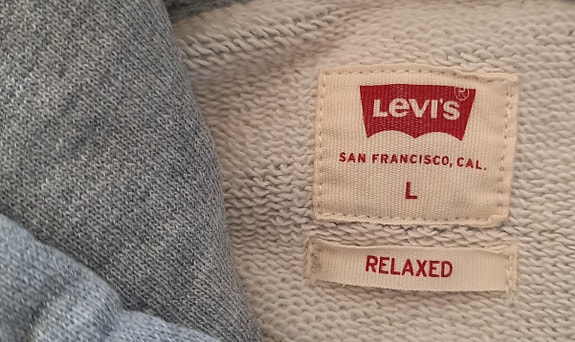 Levi's®
SAN FRANCISCO, CAL.
L
RELAXED